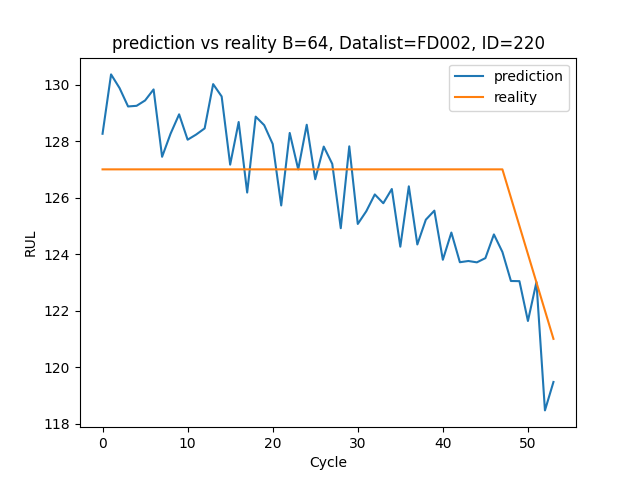 prediction vs reality B=64, Datalist=FD002, ID=220
prediction
reality
130
128
126
124
122
120
118
RUL
0 10 20 30 40 50
Cycle